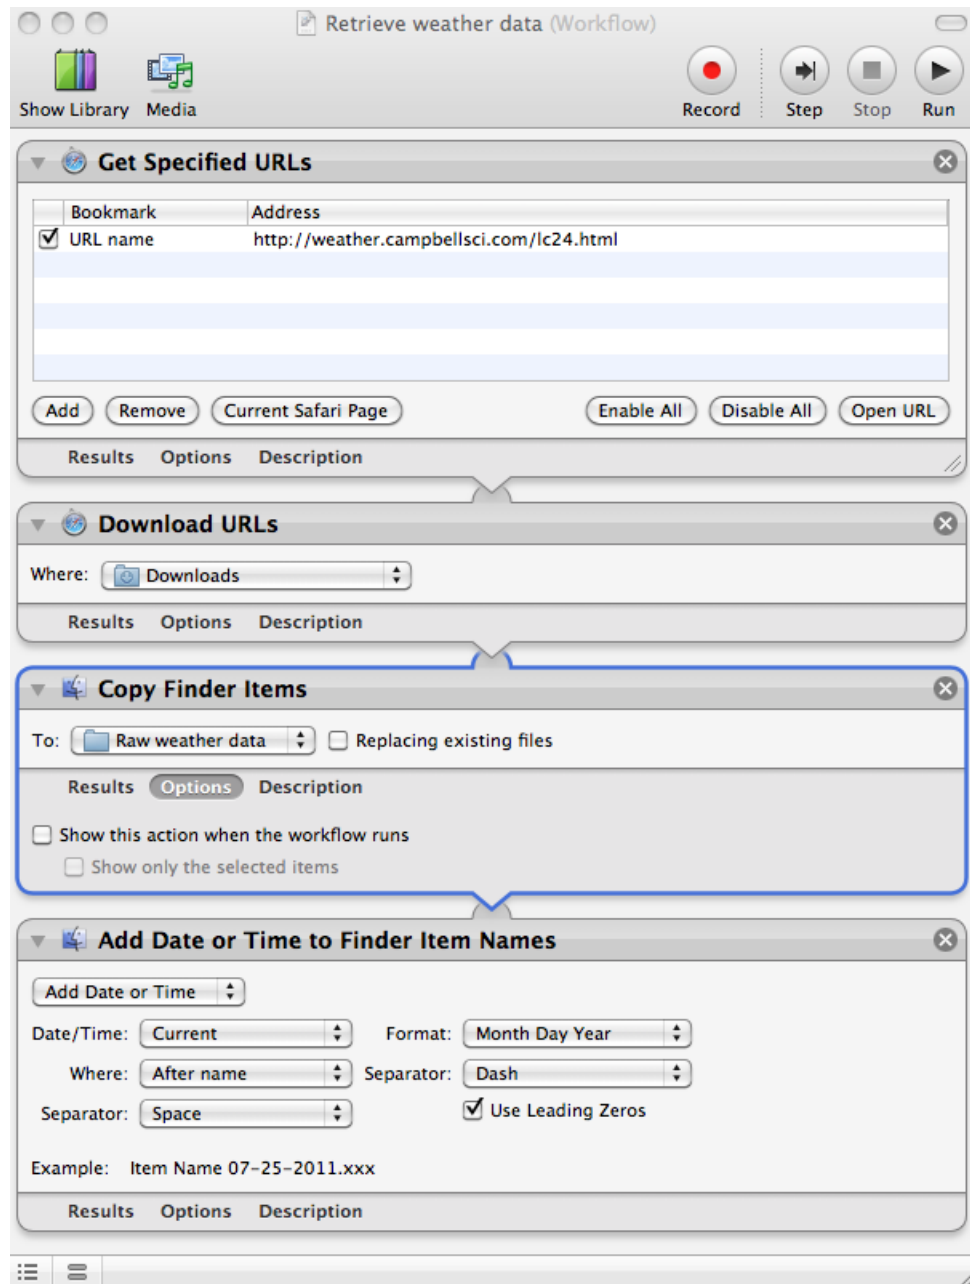 Retrieve weather data (Workflow)
Show Library Media Record Step Stop Run
Get Specified URLs
Bookmark Address
URL name http://weather.campbellsci.com/lc24.html
Add Remove Current Safari Page Enable All Disable All Open URL
Results Options Description
Download URLs
Where: Downloads
Results Options Description
Copy Finder Items
To: Raw weather data Replacing existing files
Results Options Description
Show this action when the workflow runs
Show only the selected items
Add Date or Time to Finder Item Names
Add Date or Time
Date/Time: Current Format: Month Day Year
Where: After name Separator: Dash
Separator: Space Use Leading Zeros
Example: Item Name 07-25-2011.xxx
Results Options Description